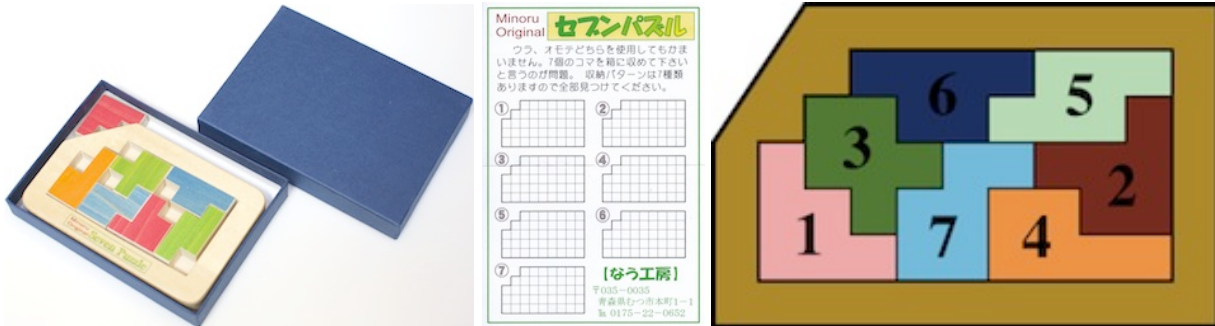 Minoru
Original
Seven Puzzle
Minoru
Original
セブンパズル
ウラ、オモテどちらを使用してもかま
いません。7個のコマを箱に収めて下さい
と言うのが問題。 収納パターンは7種類
ありますので全部見つけてください。
① ②
③ ④
⑤ ⑥
⑦
【なう工房】
〒035-0035
青森県むつ市本町1-1
℡ 0175-22-0652
6 5
3
2
1 7 4